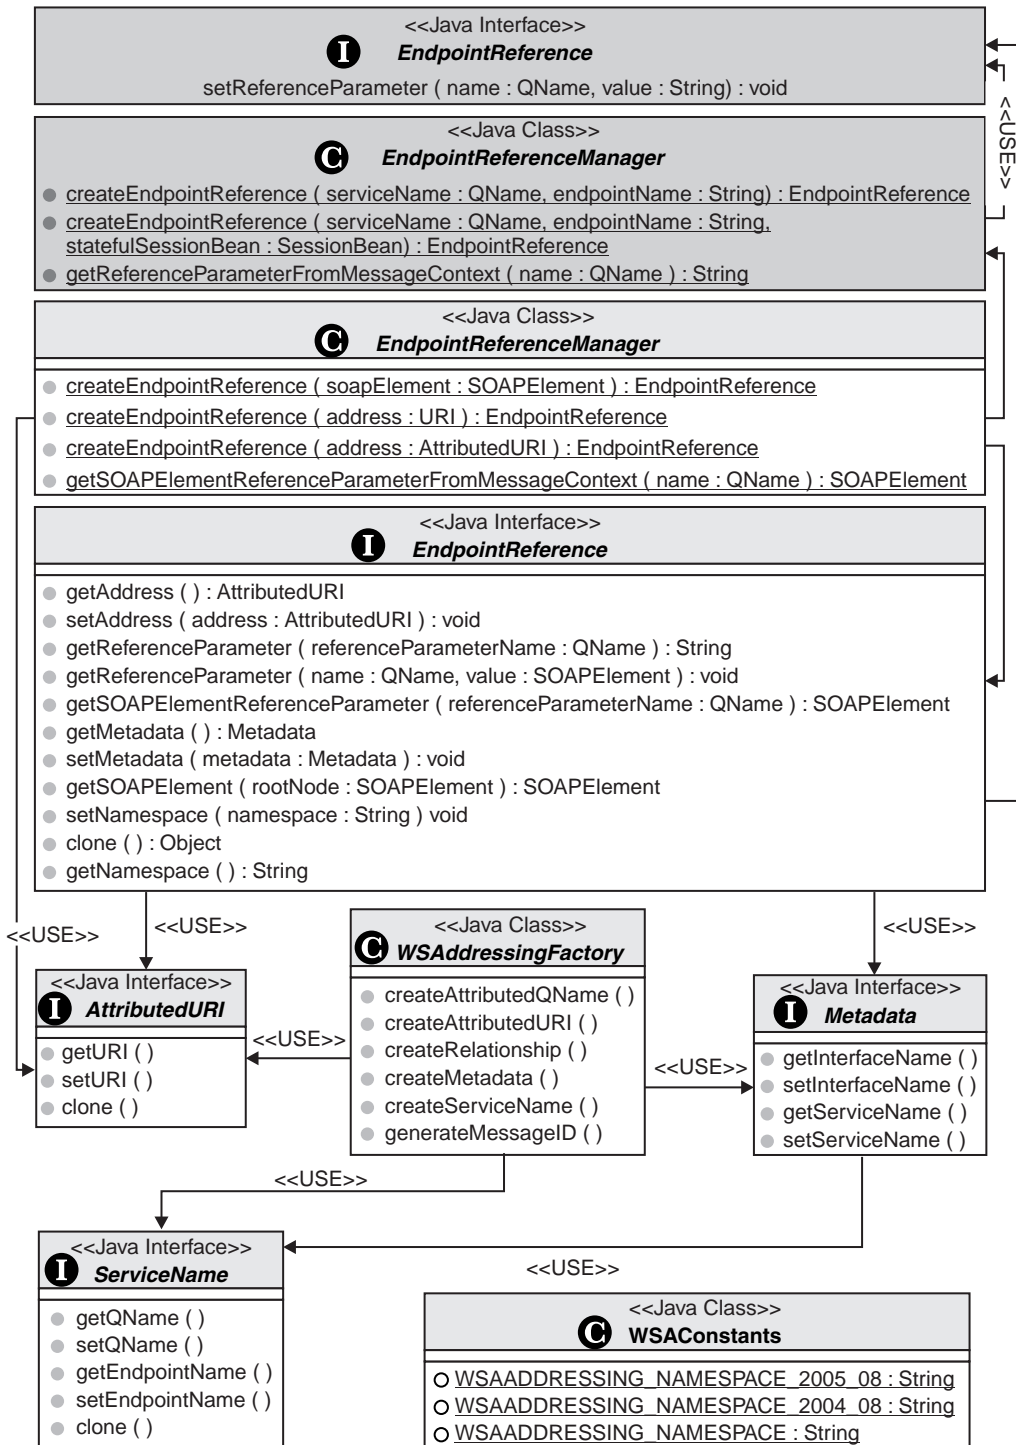 <<Java Interface>>
I EndpointReference
setReferenceParameter ( name : QName, value : String) : void
<<USE>>
<<Java Class>>
C EndpointReferenceManager
createEndpointReference ( serviceName : QName, endpointName : String) : EndpointReference
createEndpointReference ( serviceName : QName, endpointName : String,
statefulSessionBean : SessionBean) : EndpointReference
getReferenceParameterFromMessageContext ( name : QName ) : String
<<Java Class>>
C EndpointReferenceManager
createEndpointReference ( soapElement : SOAPElement ) : EndpointReference
createEndpointReference ( address : URI ) : EndpointReference
createEndpointReference ( address : AttributedURI ) : EndpointReference
getSOAPElementReferenceParameterFromMessageContext ( name : QName ) : SOAPElement
<<Java Interface>>
I EndpointReference
getAddress ( ) : AttributedURI
setAddress ( address : AttributedURI ) : void
getReferenceParameter ( referenceParameterName : QName ) : String
getReferenceParameter ( name : QName, value : SOAPElement ) : void
getSOAPElementReferenceParameter ( referenceParameterName : QName ) : SOAPElement
getMetadata ( ) : Metadata
setMetadata ( metadata : Metadata ) : void
getSOAPElement ( rootNode : SOAPElement ) : SOAPElement
setNamespace ( namespace : String ) void
clone ( ) : Object
getNamespace ( ) : String
<<USE>>
<<USE>>
<<USE>>
<<Java Class>>
C WSAddressingFactory
createAttributedQName ( )
createAttributedURI ( )
createRelationship ( )
createMetadata ( )
createServiceName ( )
generateMessageID ( )
<<Java Interface>>
I AttributedURI
getURI ( )
setURI ( )
clone ( )
<<USE>>
<<USE>>
<<Java Interface>>
I Metadata
getInterfaceName ( )
setInterfaceName ( )
getServiceName ( )
setServiceName ( )
<<USE>>
<<Java Interface>>
I ServiceName
getQName ( )
setQName ( )
getEndpointName ( )
setEndpointName ( )
clone ( )
<<USE>>
<<Java Class>>
C WSAConstants
WSAADDRESSING_NAMESPACE_2005_08 : String
WSAADDRESSING_NAMESPACE_2004_08 : String
WSAADDRESSING_NAMESPACE : String